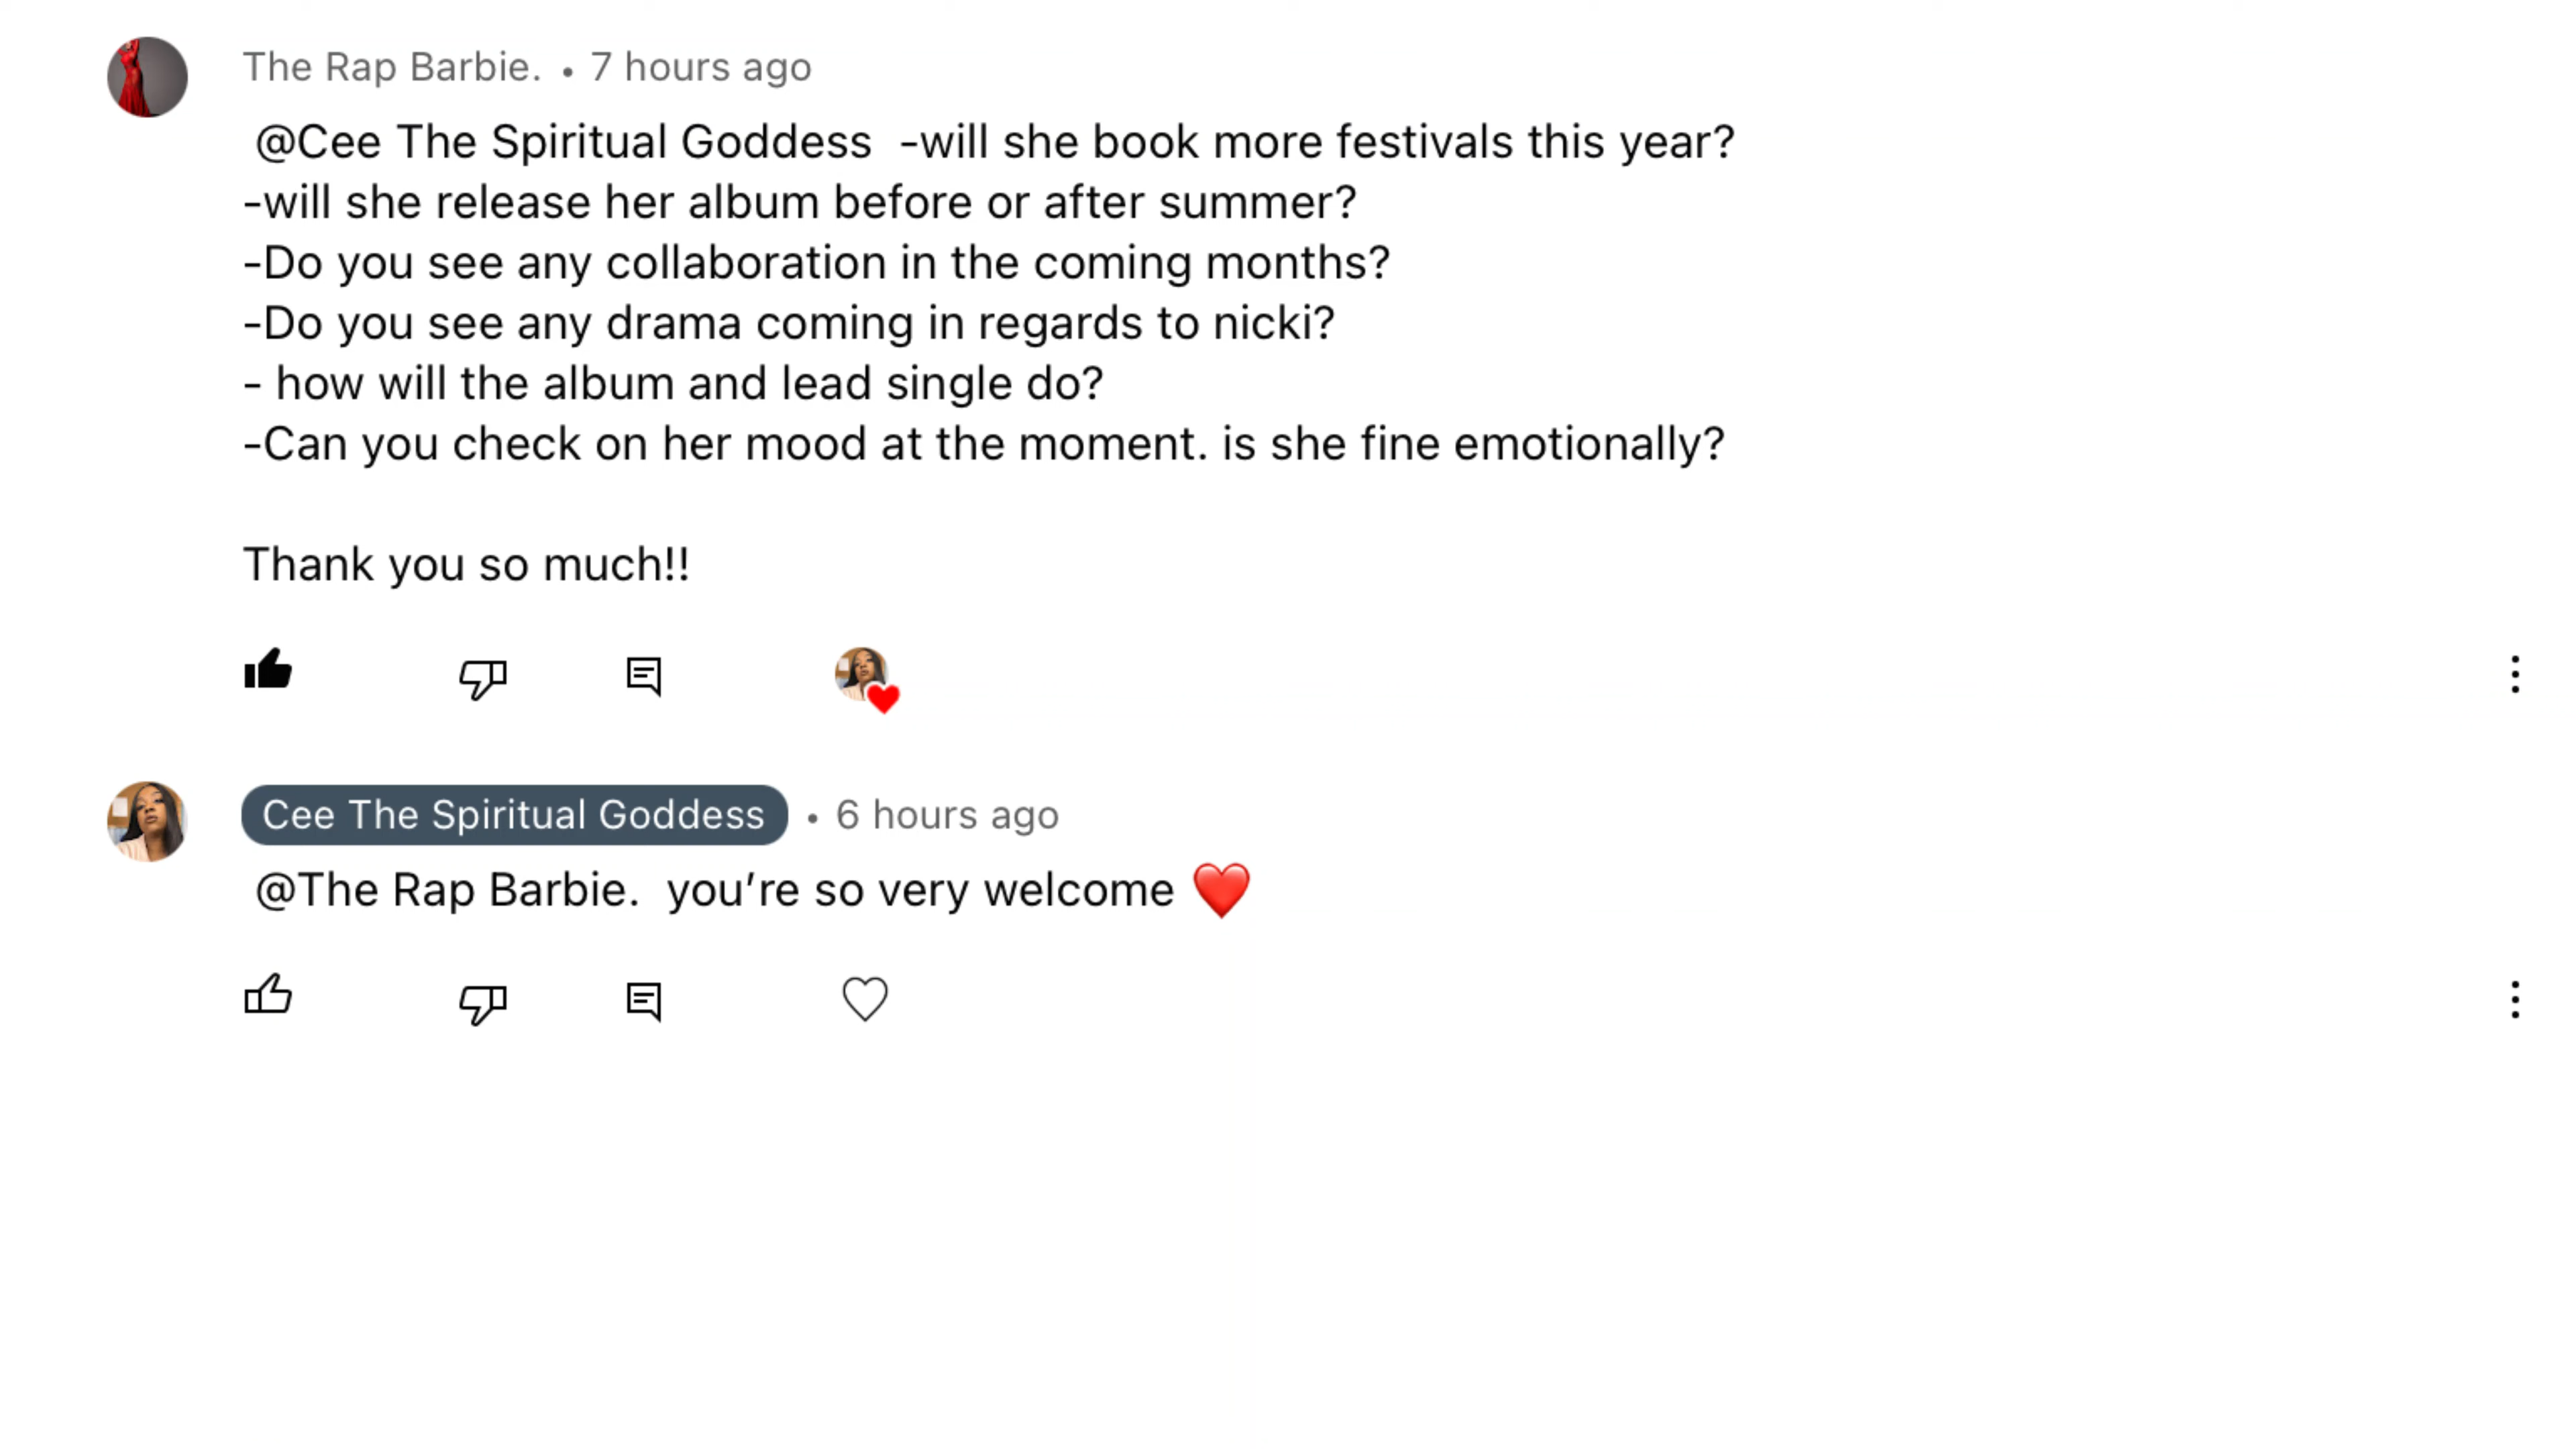 The Rap Barbie. • 7 hours ago
@Cee The Spiritual Goddess -will she book more festivals this year?
-will she release her album before or after summer?
-Do you see any collaboration in the coming months?
-Do you see any drama coming in regards to nicki?
- how will the album and lead single do?
-Can you check on her mood at the moment. is she fine emotionally?
Thank you so much!!
Cee The Spiritual Goddess • 6 hours ago
@The Rap Barbie. you’re so very welcome ❤️